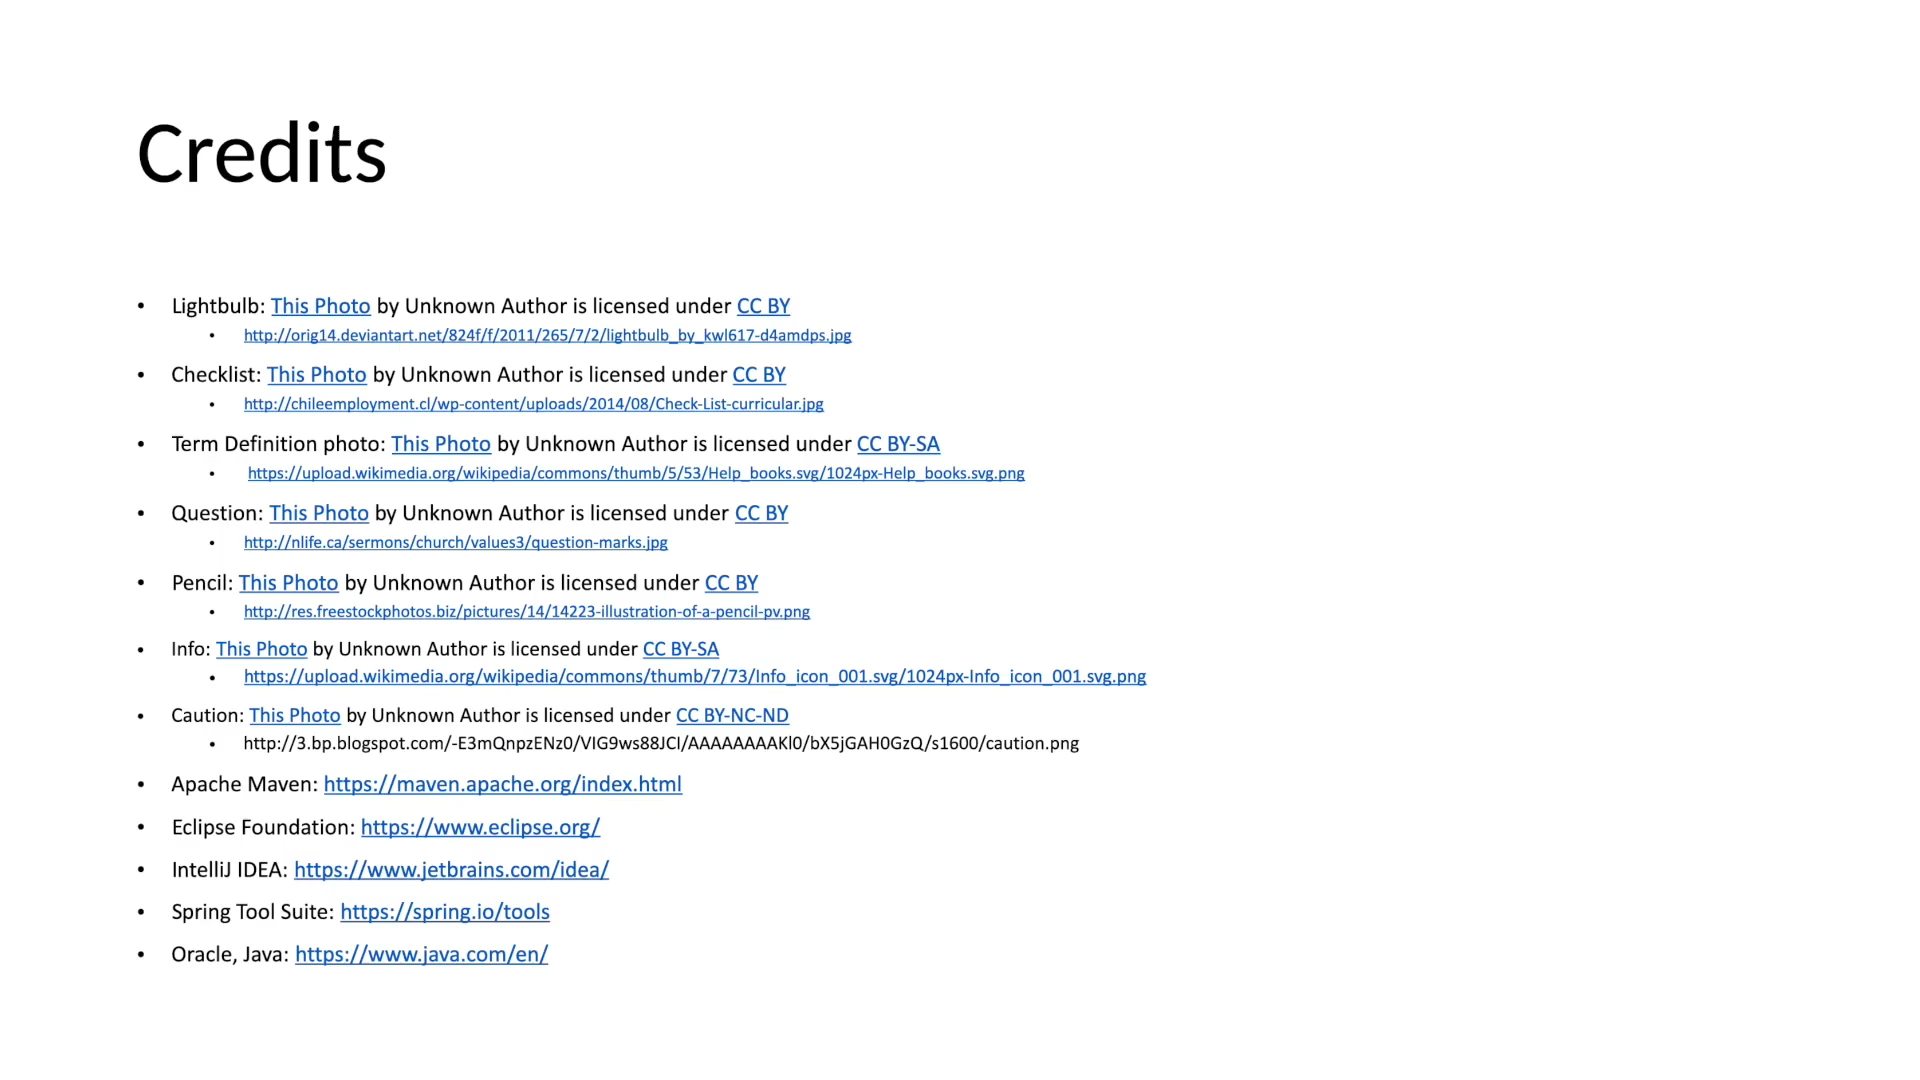 Credits
• Lightbulb: This Photo by Unknown Author is licensed under CC BY
• http://orig14.deviantart.net/824f/f/2011/265/7/2/lightbulb_by_kwl617-d4amdps.jpg
• Checklist: This Photo by Unknown Author is licensed under CC BY
• http://chileemployment.cl/wp-content/uploads/2014/08/Check-List-curricular.jpg
• Term Definition photo: This Photo by Unknown Author is licensed under CC BY-SA
• https://upload.wikimedia.org/wikipedia/commons/thumb/5/53/Help_books.svg/1024px-Help_books.svg.png
• Question: This Photo by Unknown Author is licensed under CC BY
• http://nlife.ca/sermons/church/values3/question-marks.jpg
• Pencil: This Photo by Unknown Author is licensed under CC BY
• http://res.freestockphotos.biz/pictures/14/14223-illustration-of-a-pencil-pv.png
• Info: This Photo by Unknown Author is licensed under CC BY-SA
• https://upload.wikimedia.org/wikipedia/commons/thumb/7/73/Info_icon_001.svg/1024px-Info_icon_001.svg.png
• Caution: This Photo by Unknown Author is licensed under CC BY-NC-ND
• http://3.bp.blogspot.com/-E3mQnpzENz0/VIG9ws88JCI/AAAAAAAAKl0/bX5jGAH0GzQ/s1600/caution.png
• Apache Maven: https://maven.apache.org/index.html
• Eclipse Foundation: https://www.eclipse.org/
• IntelliJ IDEA: https://www.jetbrains.com/idea/
• Spring Tool Suite: https://spring.io/tools
• Oracle, Java: https://www.java.com/en/